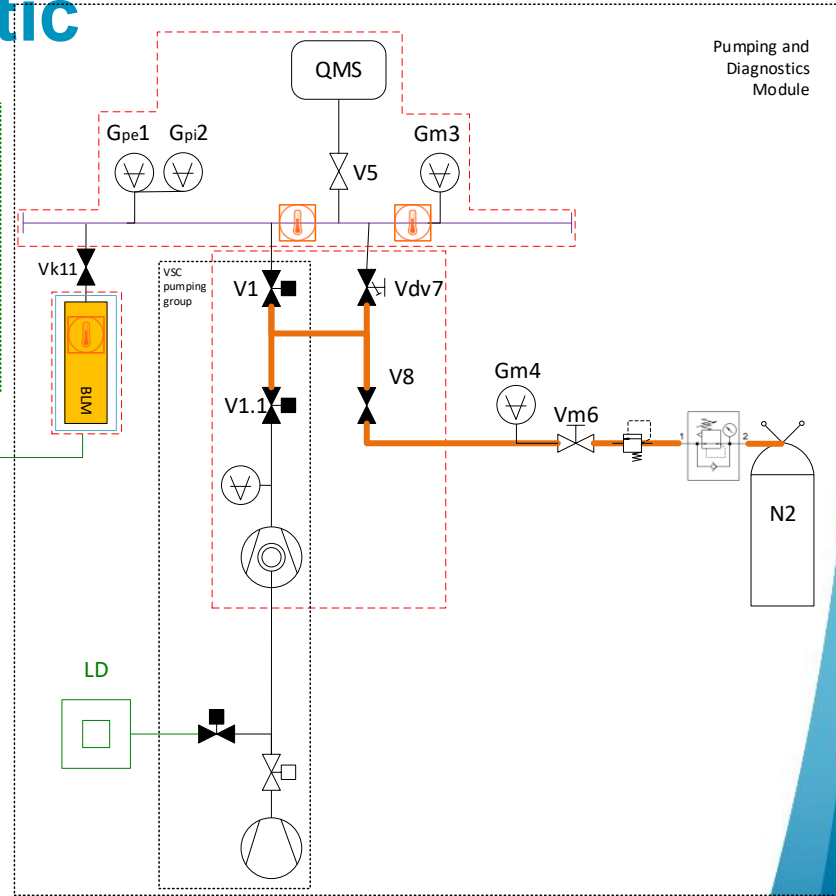 tic
Pumping and
Diagnostics
Module
QMS
Gpe1
Gpi2
Gm3
V5
Vk11
VSC
pumping
group
V1
Vdv7
BLM
V1.1
V8
Gm4
Vm6
1
2
N2
LD